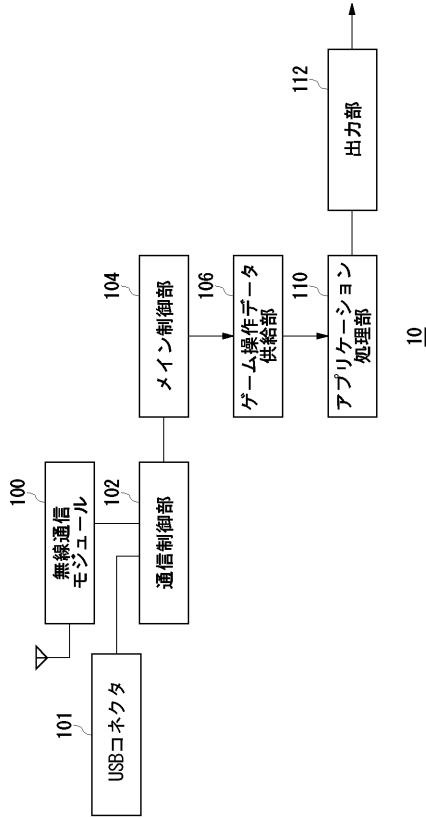 100
無線通信
モジュール
101
USBコネクタ
102
通信制御部
104
メイン制御部
106
ゲーム操作データ
供給部
110
アプリケーション
処理部
112
出力部
10